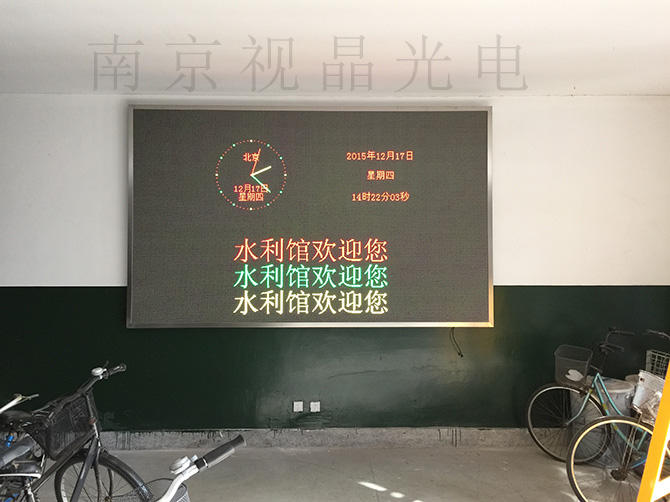 南京视晶光电
北京
12月17日
星期四
2015年12月17日
星期四
14时22分03秒
水利馆欢迎您
水利馆欢迎您
水利馆欢迎您